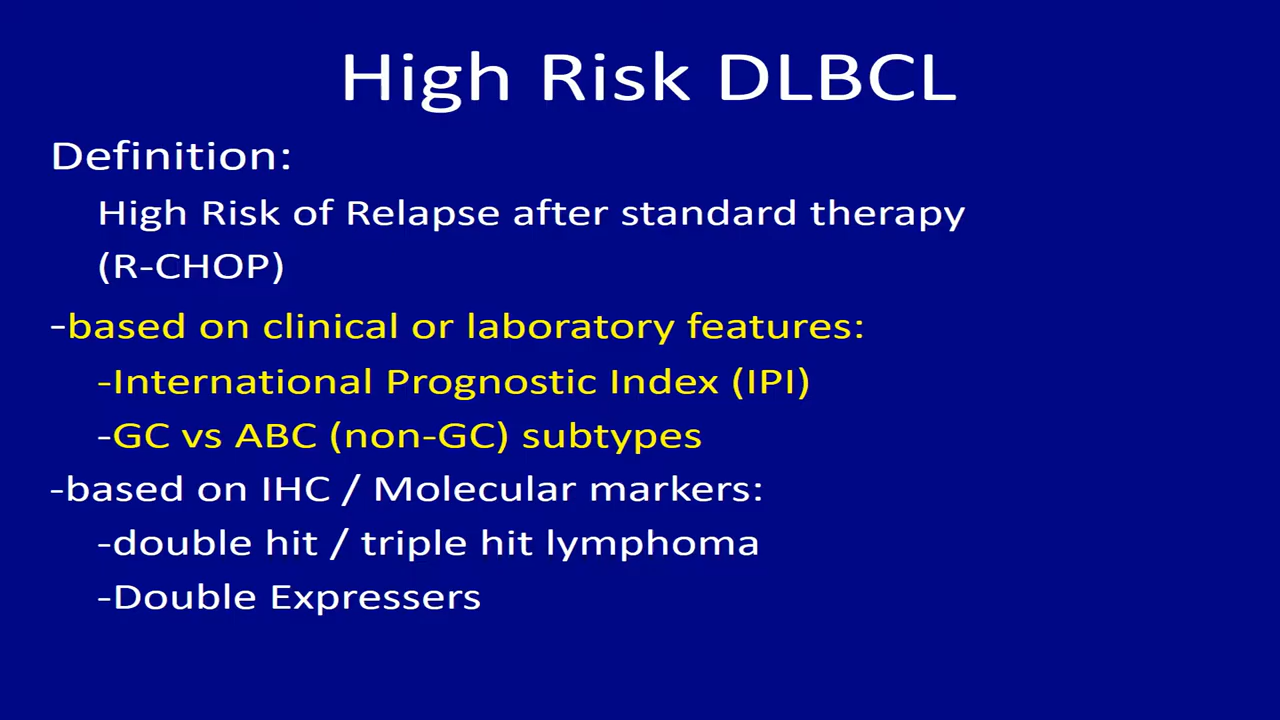 High Risk DLBCL
Definition:
High Risk of Relapse after standard therapy
(R-CHOP)
-based on clinical or laboratory features:
-International Prognostic Index (IPI)
-GC vs ABC (non-GC) subtypes
-based on IHC / Molecular markers:
-double hit / triple hit lymphoma
-Double Expressers